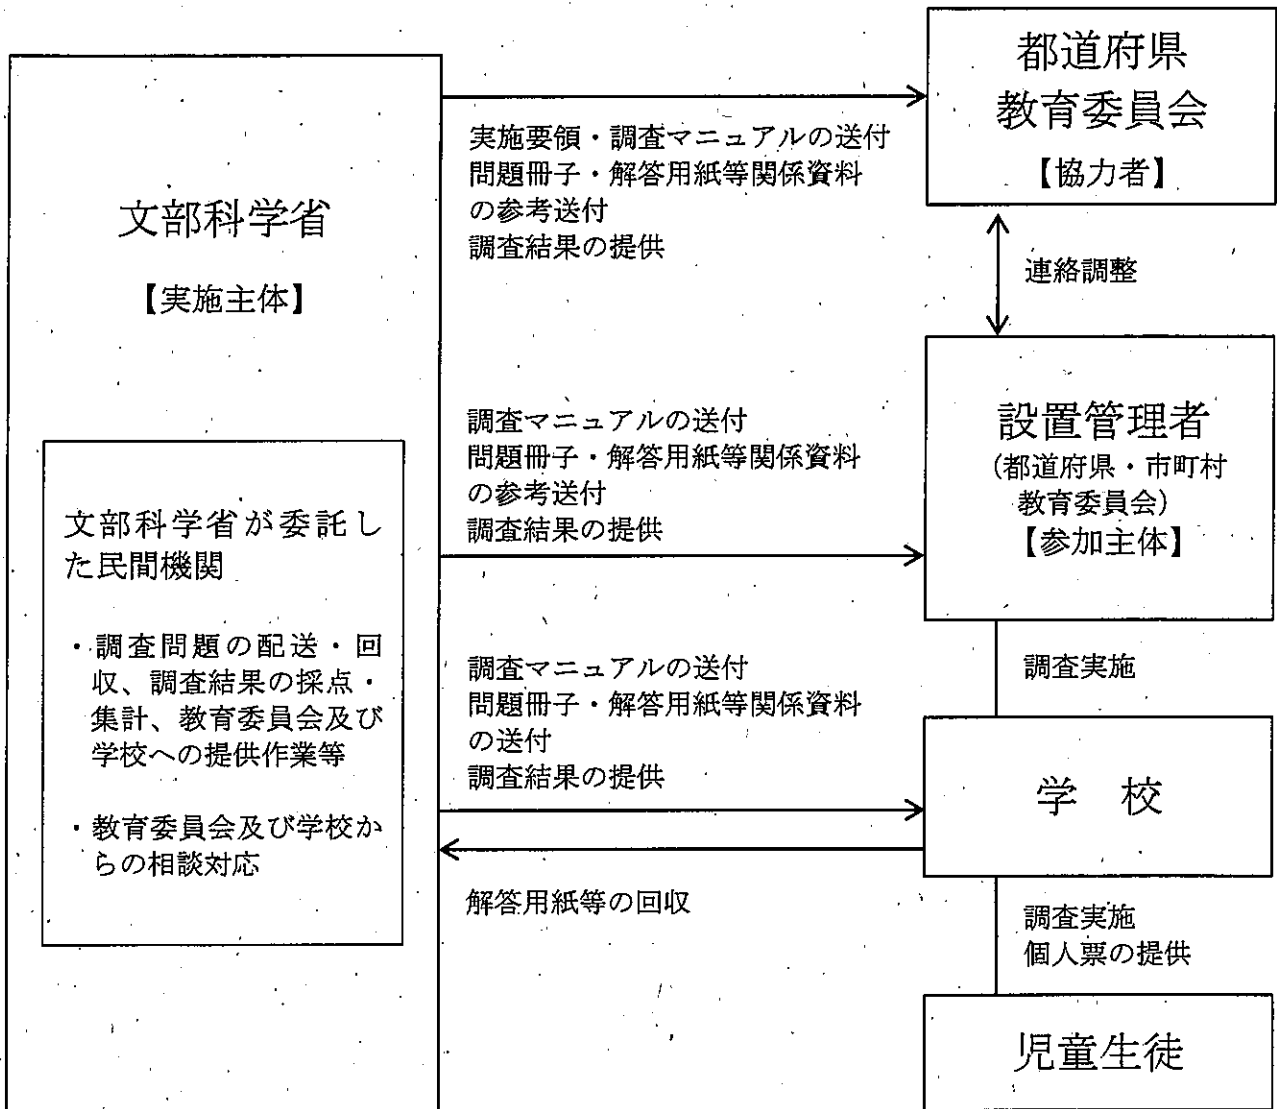 文部科学省
【実施主体】
文部科学省が委託し
た民間機関
・調査問題の配送・回
収、調査結果の採点・
集計、教育委員会及び
学校への提供作業等
・教育委員会及び学校か
らの相談対応
実施要領・調査マニュアルの送付
問題冊子・解答用紙等関係資料
の参考送付
調査結果の提供
都道府県
教育委員会
【協力者】
連絡調整
調査マニュアルの送付
問題冊子・解答用紙等関係資料
の参考送付
調査結果の提供
設置管理者
(都道府県・市町村
教育委員会)
【参加主体】
調査実施
調査マニュアルの送付
問題冊子・解答用紙等関係資料
の送付
調査結果の提供
学 校
解答用紙等の回収
調査実施
個人票の提供
児童生徒